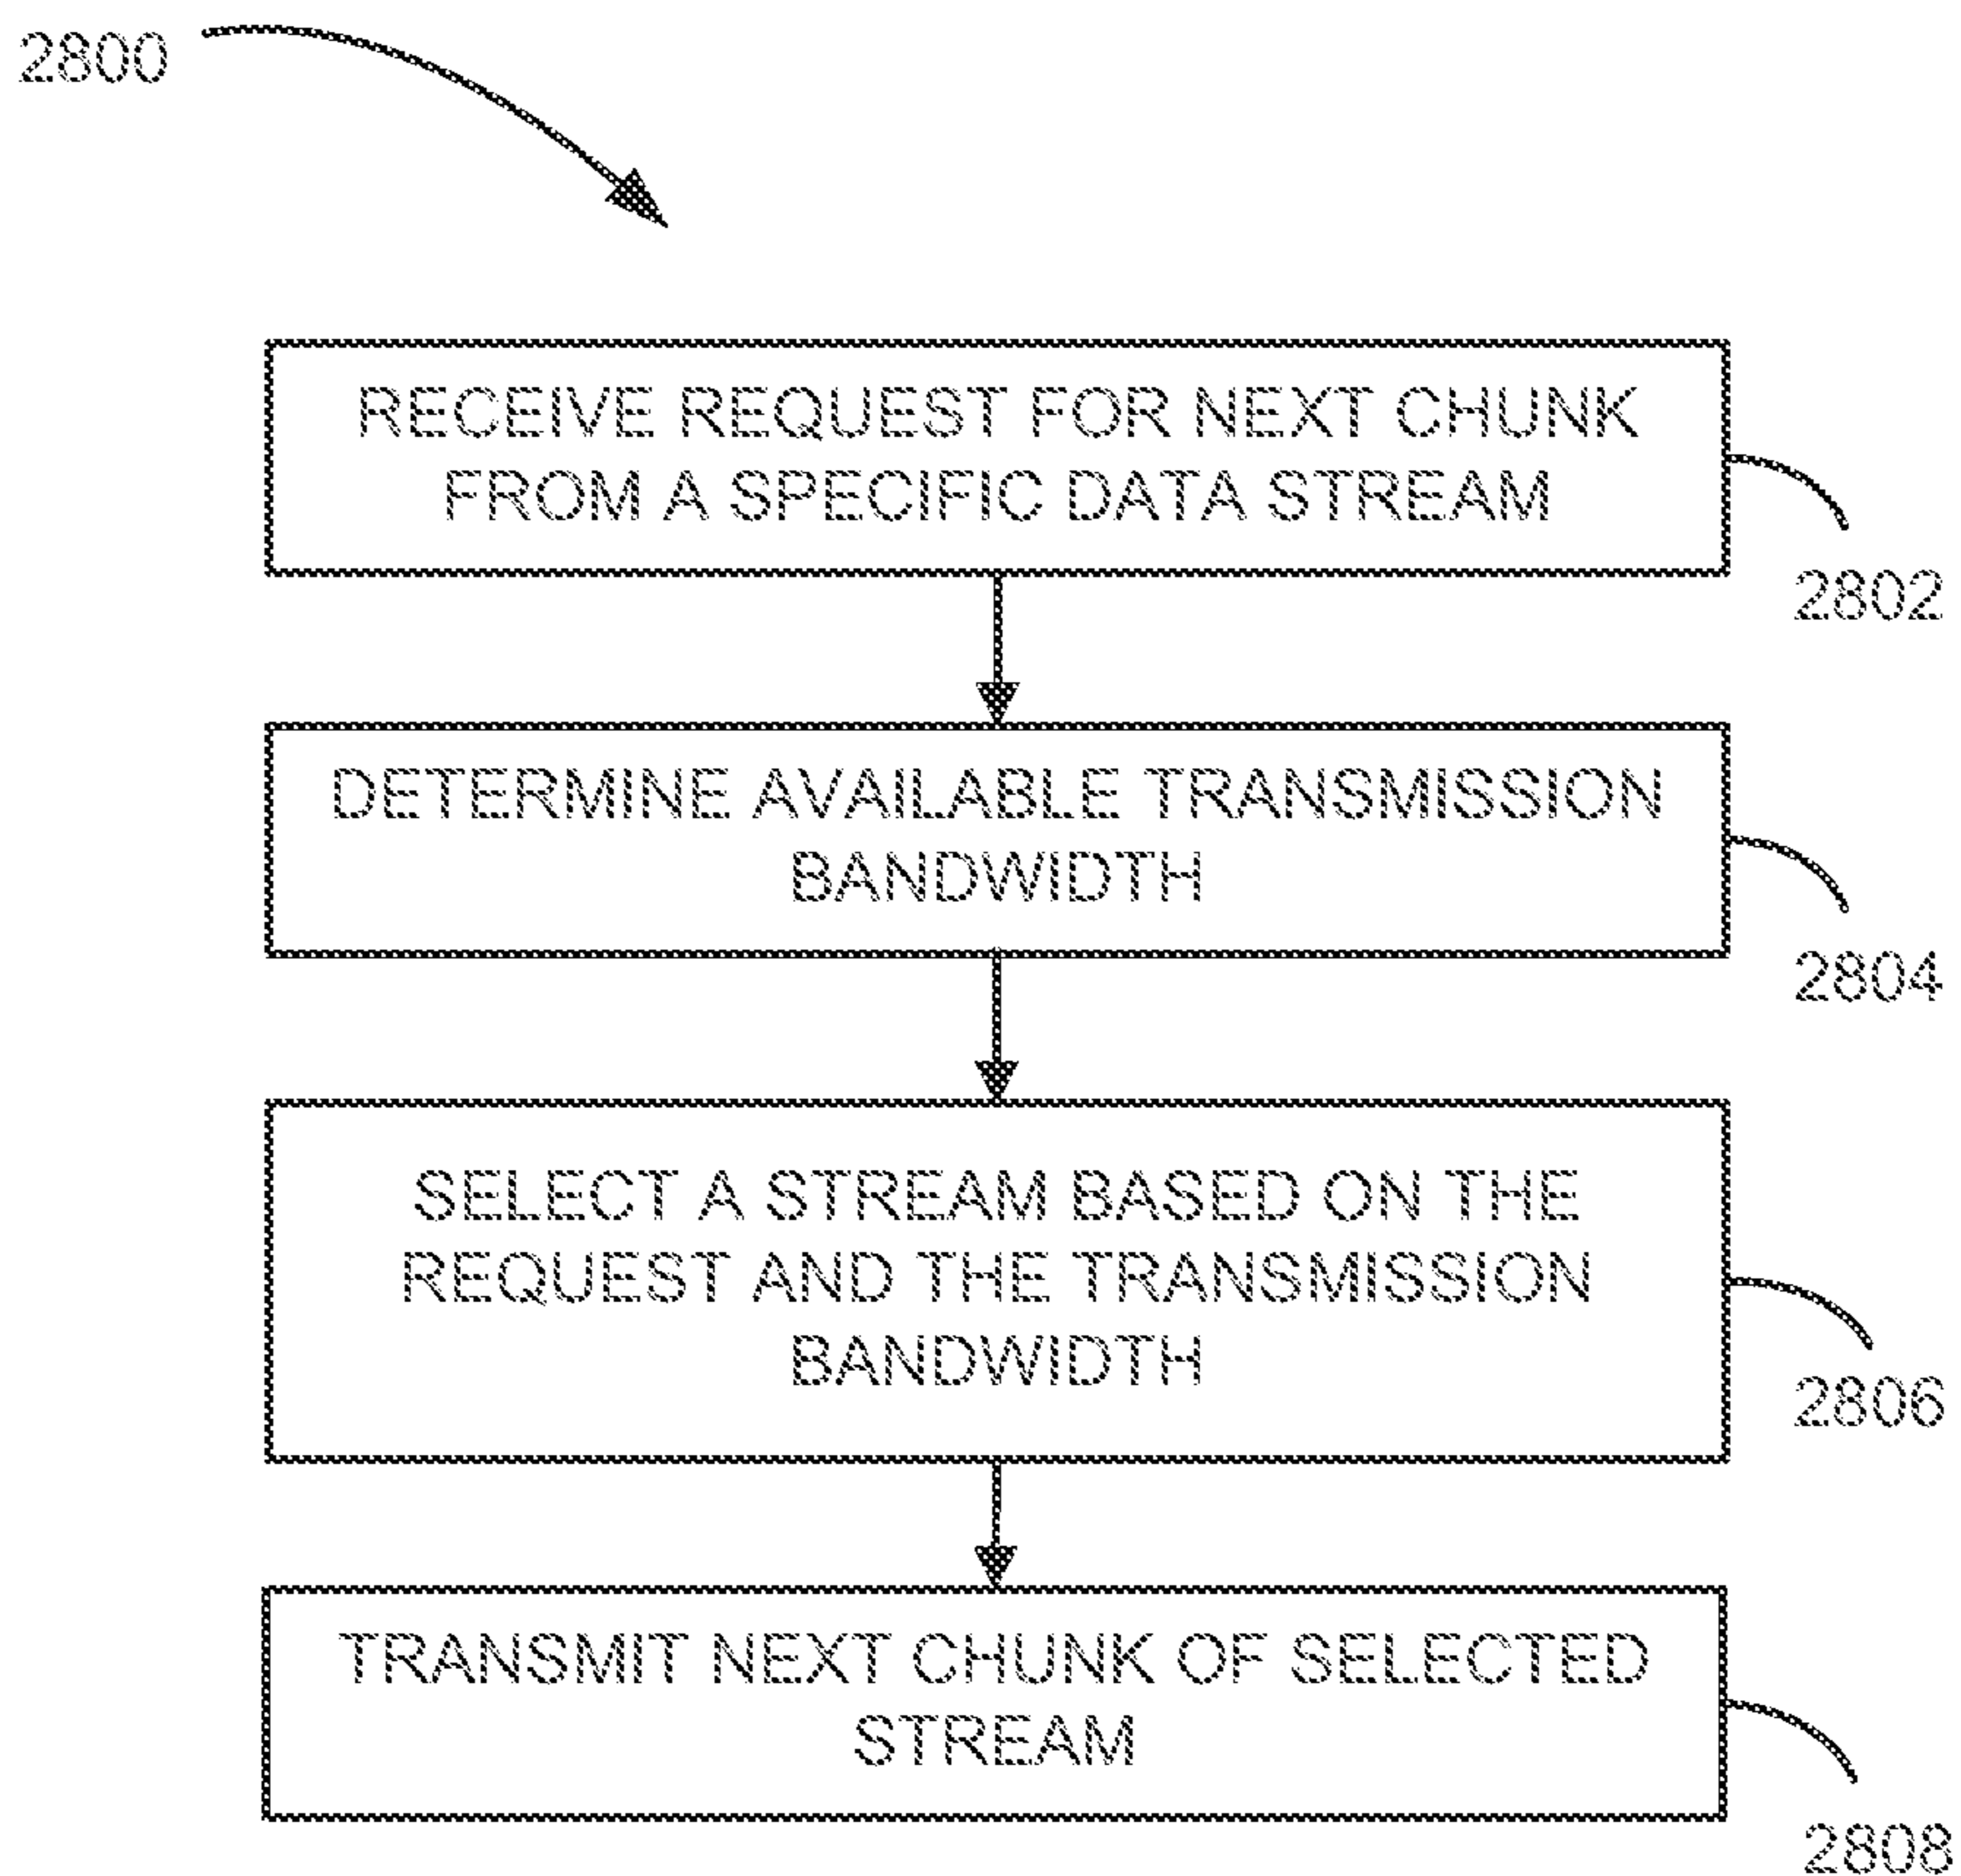 2800
RECEIVE REQUEST FOR NEXT CHUNK
FROM A SPECIFIC DATA STREAM
2802
DETERMINE AVAILABLE TRANSMISSION
BANDWIDTH
2804
SELECT A STREAM BASED ON THE
REQUEST AND THE TRANSMISSION
BANDWIDTH
2806
TRANSMIT NEXT CHUNK OF SELECTED
STREAM
2808